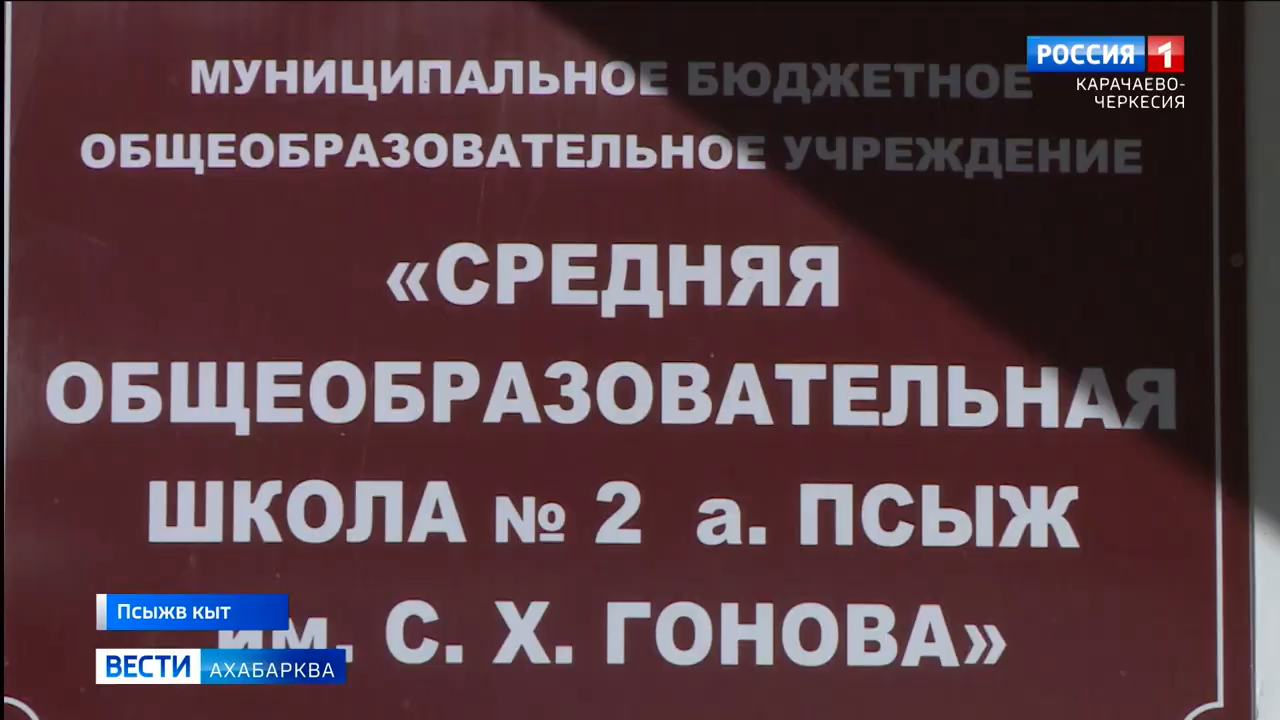 РОССИЯ 1
КАРАЧАЕВО-
ЧЕРКЕСИЯ
МУНИЦИПАЛЬНОЕ БЮДЖЕТНОЕ
ОБЩЕОБРАЗОВАТЕЛЬНОЕ УЧРЕЖДЕНИЕ
«СРЕДНЯЯ
ОБЩЕОБРАЗОВАТЕЛЬНАЯ
ШКОЛА № 2 а. ПСЫЖ
им. С. Х. ГОНОВА»
Псыжв кыт
ВЕСТИ АХАБАРКВА